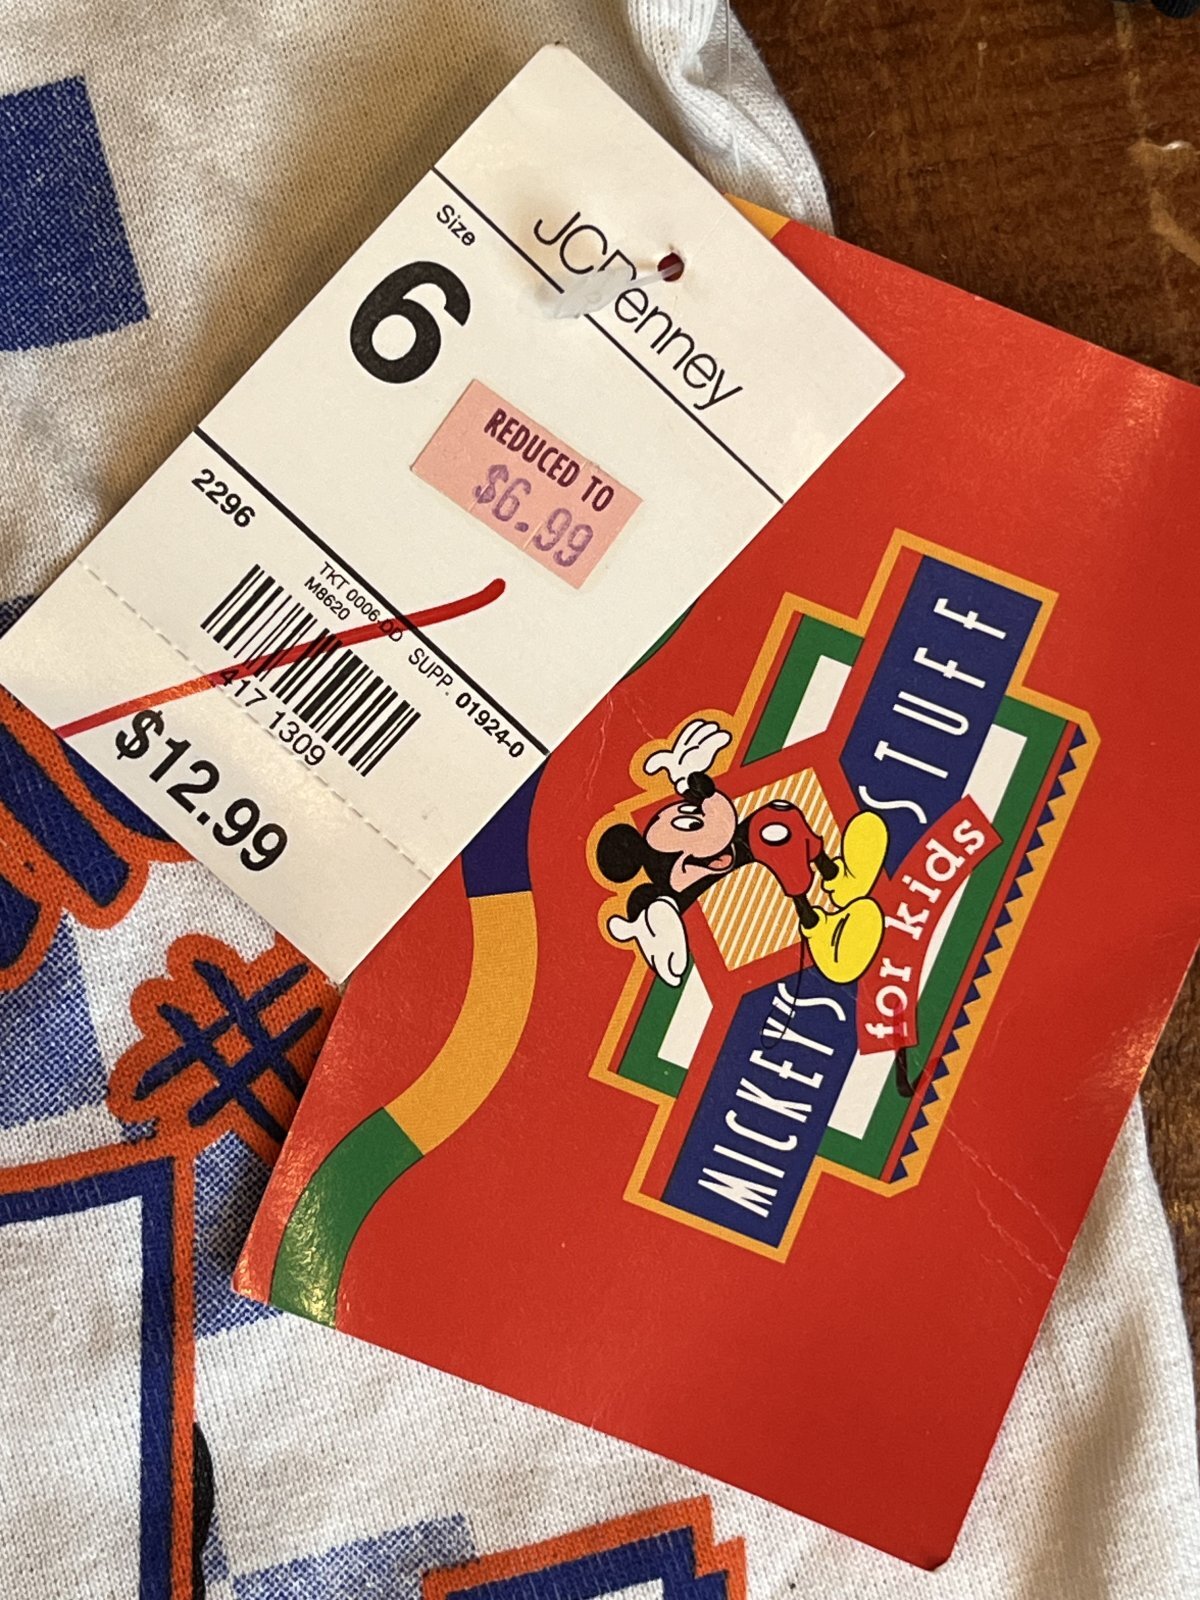 JCPenney
Size
6
REDUCED TO
$6.99
2296
TKT 0006-DD
M8620
SUPP. 01924-0
417 1309
$12.99
MICKEY'S STUFF
for kids